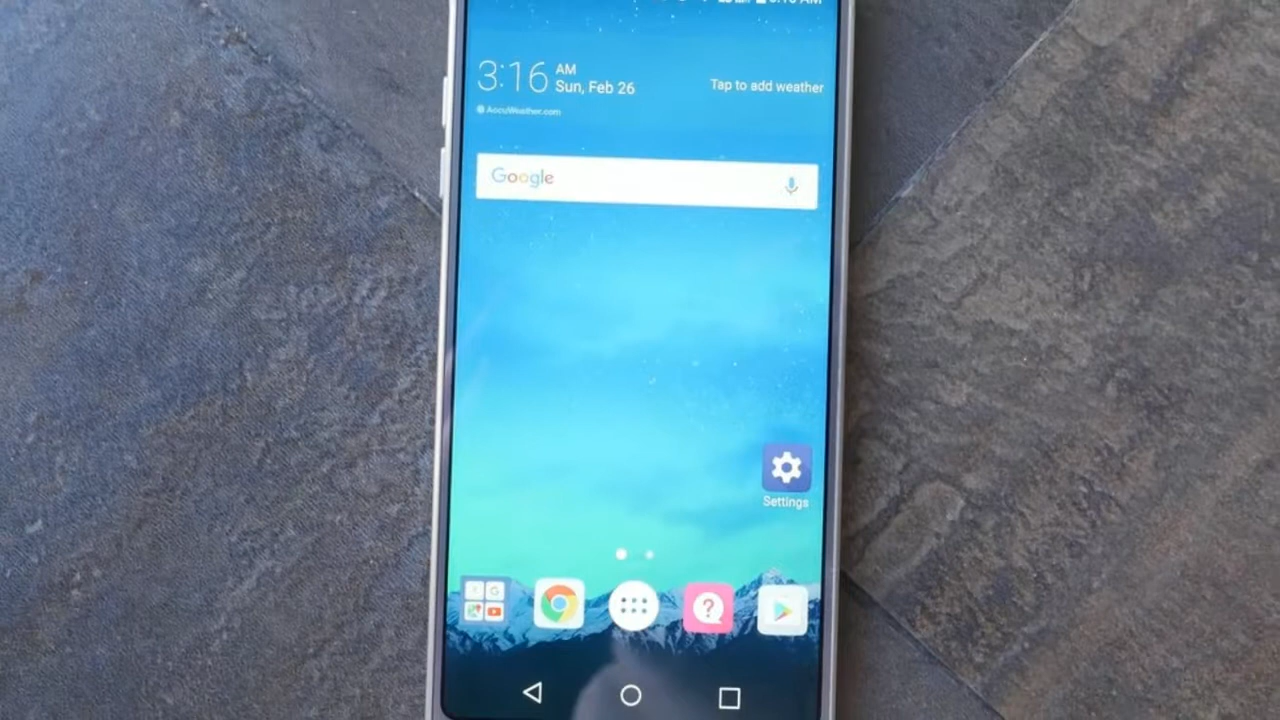 3:16 AM
Sun, Feb 26
Tap to add weather
AccuWeather.com
Google
Settings